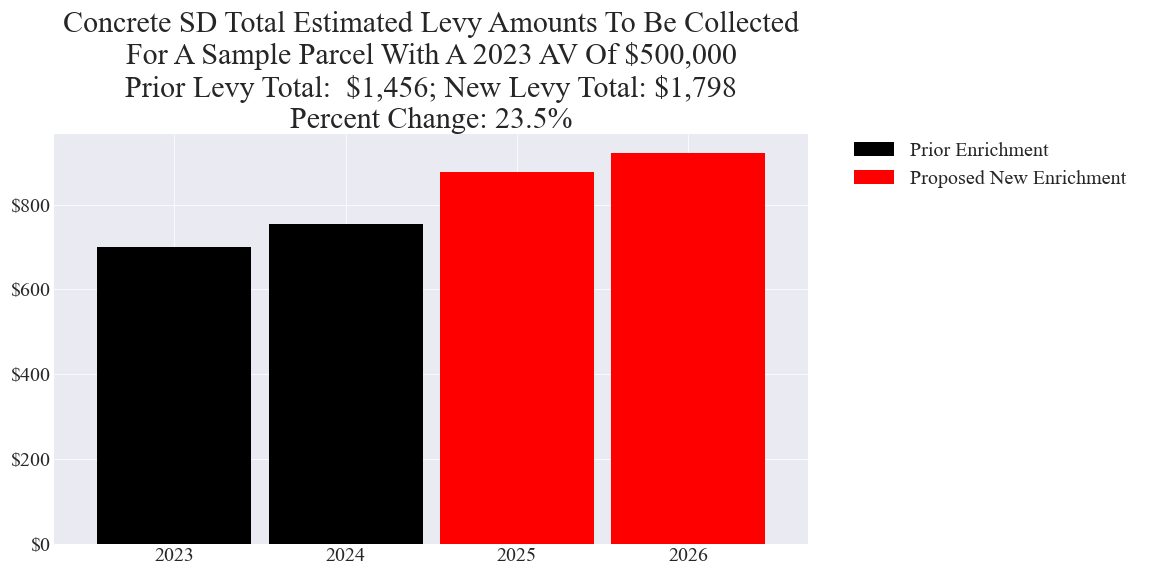 Concrete SD Total Estimated Levy Amounts To Be Collected
For A Sample Parcel With A 2023 AV Of $500,000
Prior Levy Total:  $1,456; New Levy Total: $1,798
Percent Change: 23.5%
Prior Enrichment
Proposed New Enrichment
$800
$600
$400
$200
$0
2023 2024 2025 2026